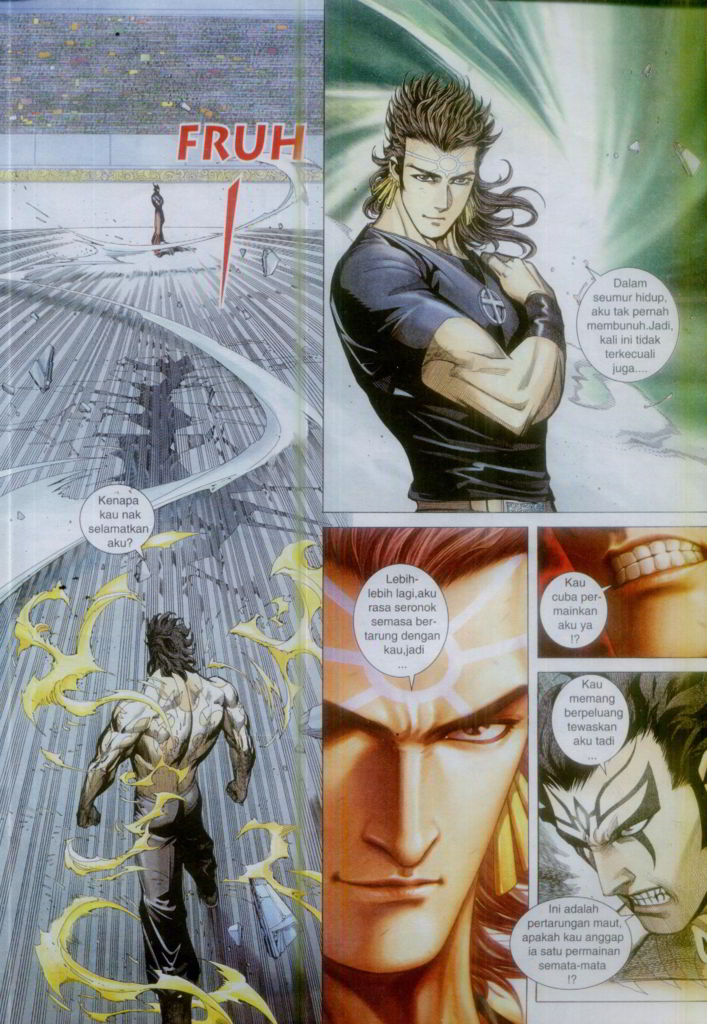 FRUH
Kenapa
kau nak
selamatkan
aku?
Dalam
seumur hidup,
aku tak pernah
membunuh.Jadi,
kali ini tidak
terkecuali
juga....
Lebih-
lebih lagi,aku
rasa seronok
semasa ber-
tarung dengan
kau,jadi
...
Kau
cuba per-
mainkan
aku ya
!?
Kau
memang
berpeluang
tewaskan
aku tadi
...
Ini adalah
pertarungan maut,
apakah kau anggap
ia satu permainan
semata-mata
!?